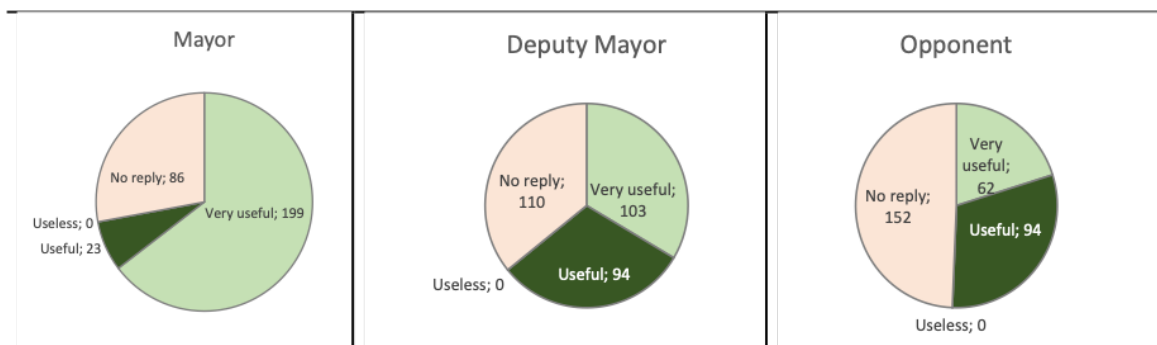 Mayor
No reply; 86
Very useful; 199
Useless; 0
Useful; 23
Deputy Mayor
No reply;
110
Very useful;
103
Useful; 94
Useless; 0
Opponent
Very
useful;
62
No reply;
152
Useful; 94
Useless; 0